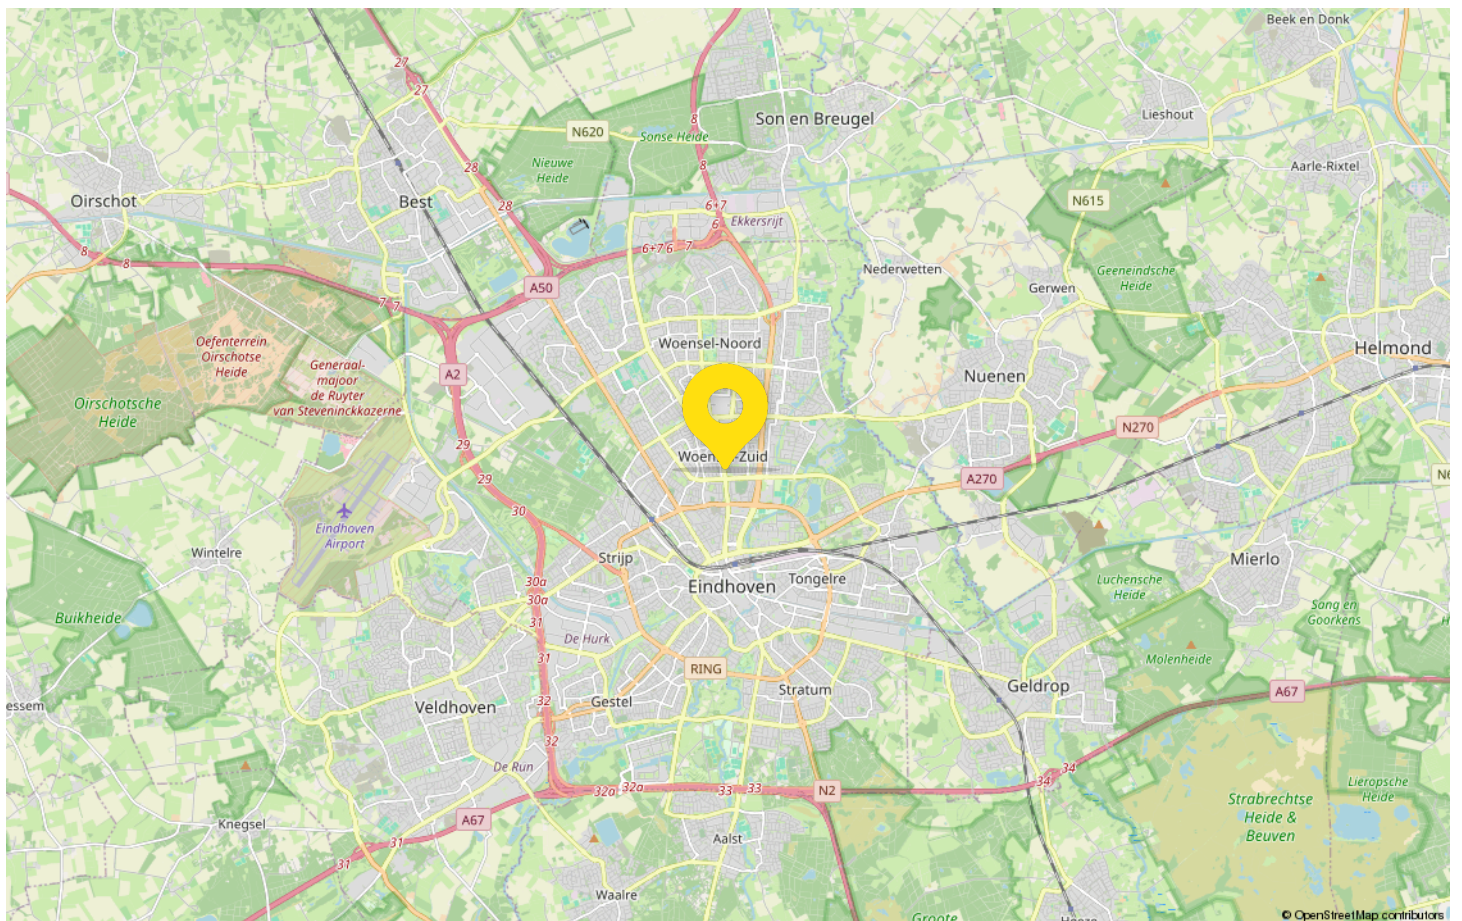 Beek en Donk
27
27
8
Son en Breugel
Lieshout
N620
Sonse Heide
8
Nieuwe
Heide
28
Aarle-Rixtel
Oirschot
Best
28
6+7
6
Ekkersrijt
N615
8
8
6+7
6
7
Nederwetten
Gerwen
Geeneindsche
Heide
A50
7
7
Oefenterrein
Oirschotse
Heide
Woensel-Noord
Helmond
Generaal-
majoor
de Ruyter
van Steveninckkazerne
A2
Nuenen
Oirschotsche
Heide
N270
29
Woensel-Zuid
29
A270
N6
30
Eindhoven
Airport
Wintelre
Strijp
Mierlo
30a
30a
Eindhoven
Tongelre
Luchensche
Heide
Buikheide
31
De Hurk
Sang en
Goorkens
H
31
RING
Molenheide
Geldrop
Stratum
A67
essem
Veldhoven
32
Gestel
32
De Run
34
34
32a
32a
33
33
N2
Lieropsche
Heide
Strabrechtse
Heide &
Beuven
A67
Knegsel
31
31
Aalst
Waalre
Groote
Heeze
© OpenStreetMap contributors